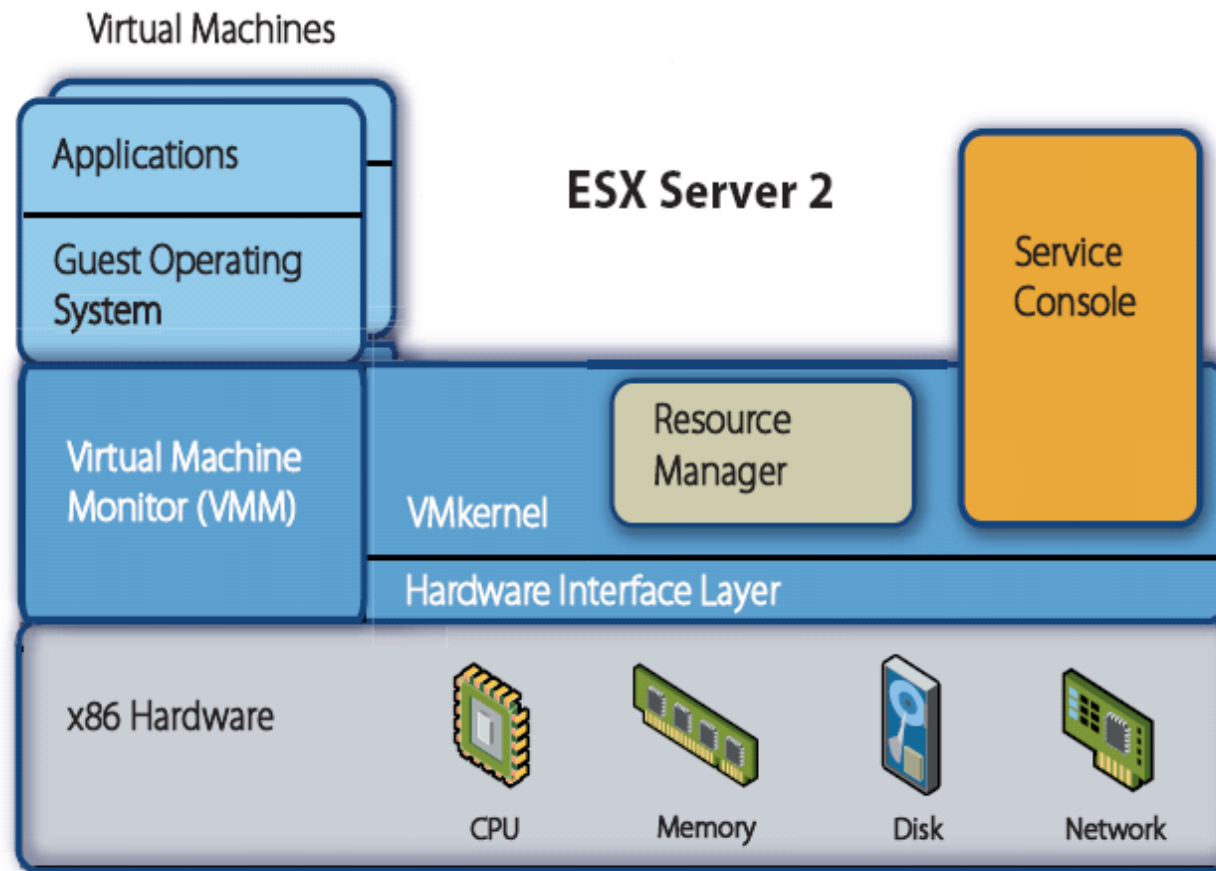 Virtual Machines
Applications
Guest Operating
System
ESX Server 2
Service
Console
Resource
Manager
Virtual Machine
Monitor (VMM)
VMkernel
Hardware Interface Layer
x86 Hardware
CPU
Memory
Disk
Network